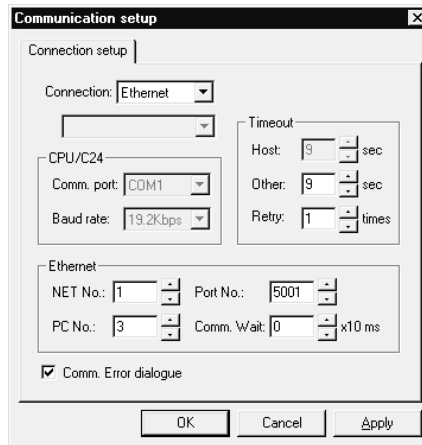 Communication setup
Connection setup
Connection: Ethernet
Timeout
Host: 9 sec
CPU/C24
Comm. port: COM1
Other: 9 sec
Baud rate: 19.2Kbps
Retry: 1 times
Ethernet
NET No.: 1 Port No.: 5001
PC No.: 3 Comm. Wait: 0 x10 ms
Comm. Error dialogue
OK Cancel Apply